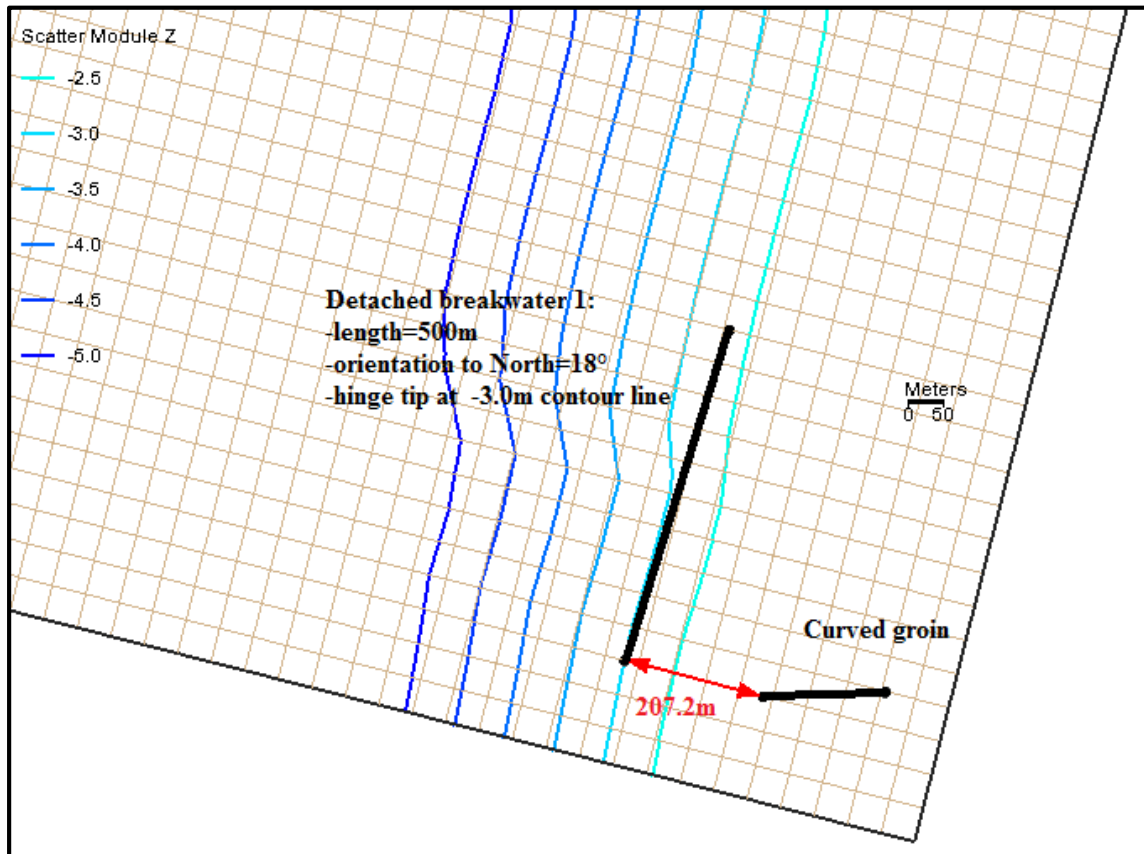 Scatter Module Z
-2.5
-3.0
-3.5
-4.0
-4.5
-5.0
Detached breakwater 1:
-length=500m
-orientation to North=18°
-hinge tip at -3.0m contour line
Meters
0 50
Curved groin
207.2m